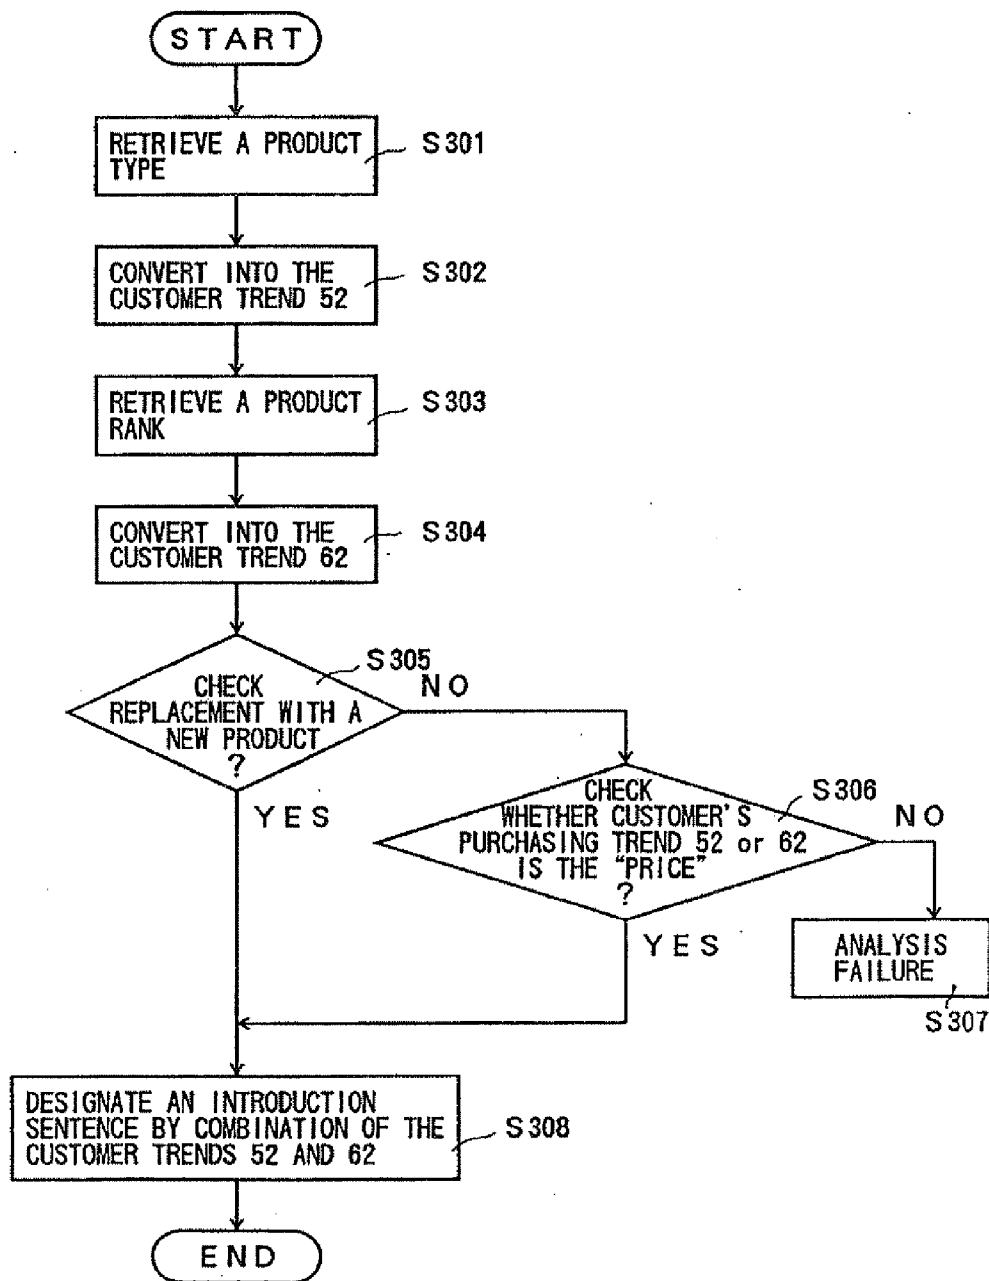 START
RETRIEVE A PRODUCT
TYPE
S301
CONVERT INTO THE
CUSTOMER TREND 52
S302
RETRIEVE A PRODUCT
RANK
S303
CONVERT INTO THE
CUSTOMER TREND 62
S304
S305
CHECK
REPLACEMENT WITH A
NEW PRODUCT
?
NO
YES
S306
CHECK
WHETHER CUSTOMER'S
PURCHASING TREND 52 or 62
IS THE "PRICE"
?
NO
YES
ANALYSIS
FAILURE
S307
DESIGNATE AN INTRODUCTION
SENTENCE BY COMBINATION OF THE
CUSTOMER TRENDS 52 AND 62
S308
END